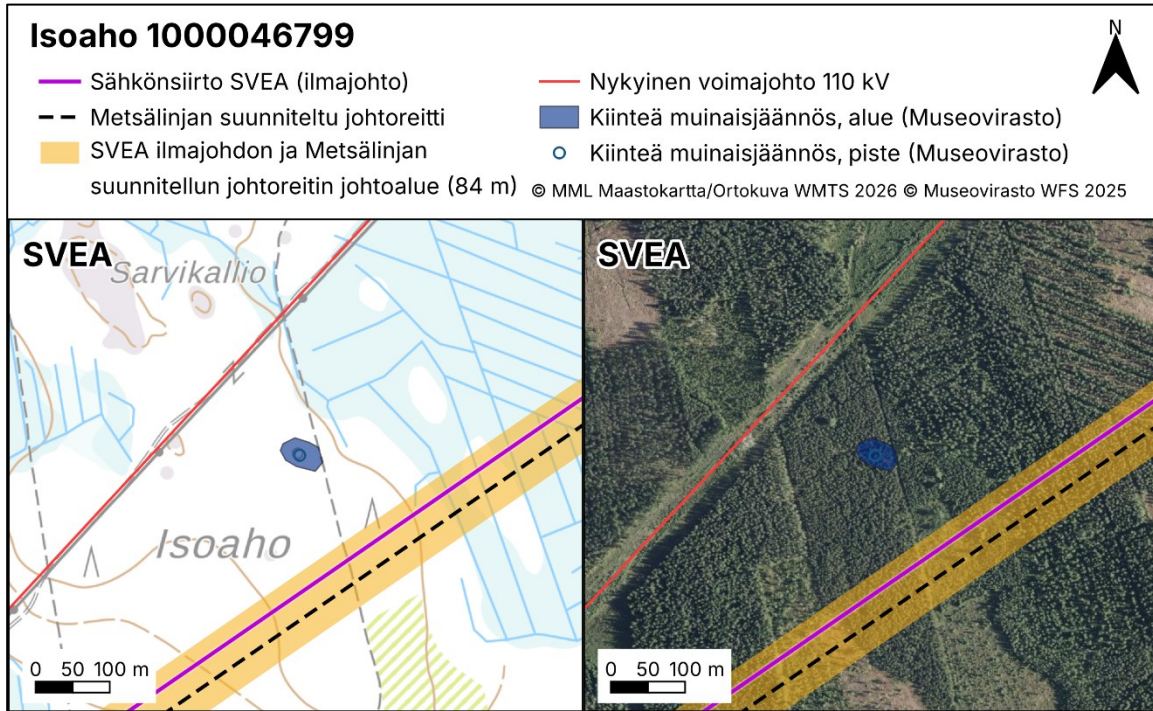 Isoaho 1000046799
N
Sähkönsiirto SVEA (ilmajohto)
Metsälinjan suunniteltu johtoreitti
SVEA ilmajohdon ja Metsälinjan
suunnitellun johtoreitin johtoalue (84 m)
Nykyinen voimajohto 110 kV
Kiinteä muinaisjäännös, alue (Museovirasto)
Kiinteä muinaisjäännös, piste (Museovirasto)
© MML Maastokartta/Ortokuva WMTS 2026 © Museovirasto WFS 2025
SVEA
Sarvikallio
Isoaho
0 50 100 m
SVEA
0 50 100 m